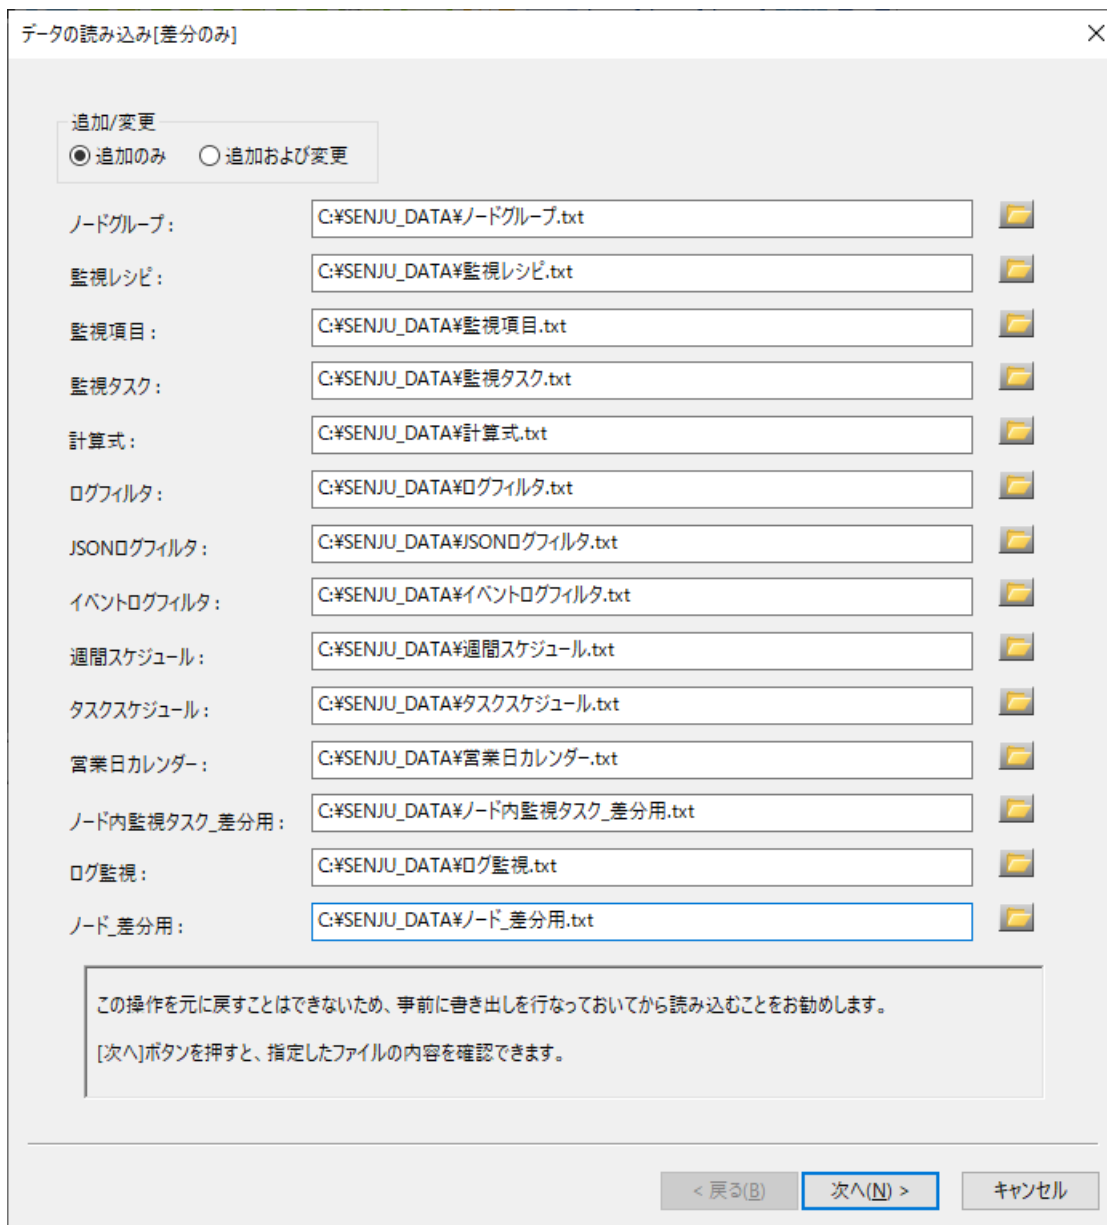 データの読み込み[差分のみ]
追加/変更
追加のみ 追加および変更
ノードグループ : C:¥SENJU_DATA¥ノードグループ.txt
監視レシピ : C:¥SENJU_DATA¥監視レシピ.txt
監視項目 : C:¥SENJU_DATA¥監視項目.txt
監視タスク : C:¥SENJU_DATA¥監視タスク.txt
計算式 : C:¥SENJU_DATA¥計算式.txt
ログフィルタ : C:¥SENJU_DATA¥ログフィルタ.txt
JSONログフィルタ : C:¥SENJU_DATA¥JSONログフィルタ.txt
イベントログフィルタ : C:¥SENJU_DATA¥イベントログフィルタ.txt
週間スケジュール : C:¥SENJU_DATA¥週間スケジュール.txt
タスクスケジュール : C:¥SENJU_DATA¥タスクスケジュール.txt
営業日カレンダー : C:¥SENJU_DATA¥営業日カレンダー.txt
ノード内監視タスク_差分用 : C:¥SENJU_DATA¥ノード内監視タスク_差分用.txt
ログ監視 : C:¥SENJU_DATA¥ログ監視.txt
ノード_差分用 : C:¥SENJU_DATA¥ノード_差分用.txt
この操作を元に戻すことはできないため、事前に書き出しを行なっておいてから読み込むことをお勧めします。
[次へ]ボタンを押すと、指定したファイルの内容を確認できます。
< 戻る(B) 次へ(N) > キャンセル